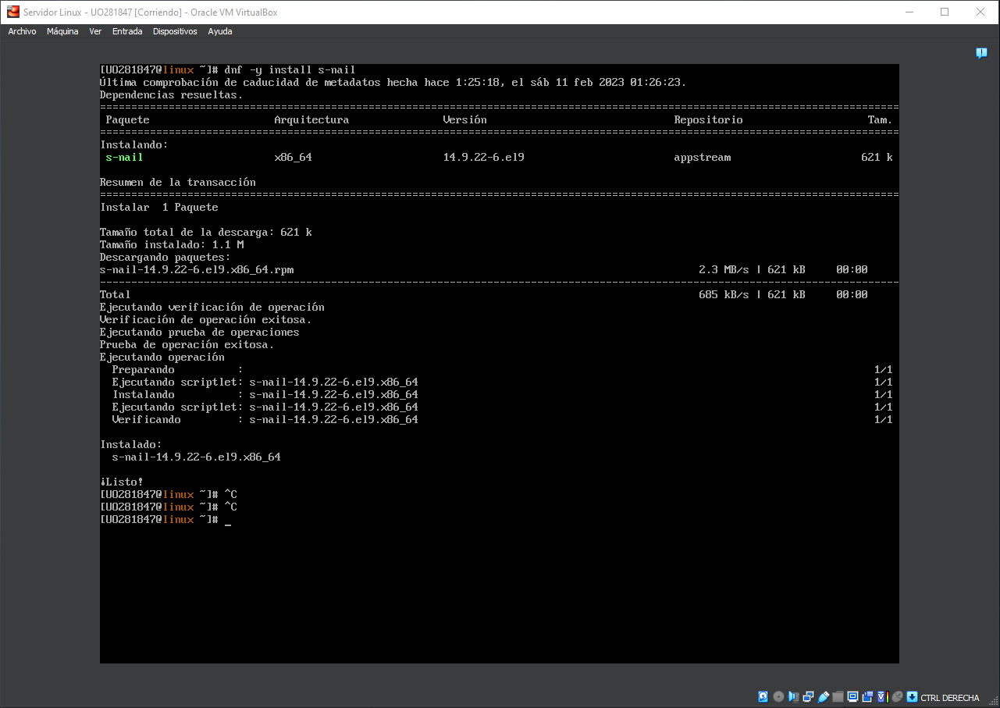 Servidor Linux - UO281847 [Corriendo] - Oracle VM VirtualBox
Archivo Máquina Ver Entrada Dispositivos Ayuda
[UO281847@linux ~]# dnf -y install s-nail
Última comprobación de caducidad de metadatos hecha hace 1:25:18, el sáb 11 feb 2023 01:26:23.
Dependencias resueltas.
================================================================================================================================
Paquete Arquitectura Versión Repositorio Tam.
================================================================================================================================
Instalando:
s-nail x86_64 14.9.22-6.el9 appstream 621 k
Resumen de la transacción
================================================================================================================================
Instalar 1 Paquete
Tamaño total de la descarga: 621 k
Tamaño instalado: 1.1 M
Descargando paquetes:
s-nail-14.9.22-6.el9.x86_64.rpm 2.3 MB/s | 621 kB 00:00
--------------------------------------------------------------------------------------------------------------------------------
Total 685 kB/s | 621 kB 00:00
Ejecutando verificación de operación
Verificación de operación exitosa.
Ejecutando prueba de operaciones
Prueba de operación exitosa.
Ejecutando operación
Preparando : 1/1
Ejecutando scriptlet: s-nail-14.9.22-6.el9.x86_64 1/1
Instalando : s-nail-14.9.22-6.el9.x86_64 1/1
Ejecutando scriptlet: s-nail-14.9.22-6.el9.x86_64 1/1
Verificando : s-nail-14.9.22-6.el9.x86_64 1/1
Instalado:
s-nail-14.9.22-6.el9.x86_64
¡Listo!
[UO281847@linux ~]# ^C
[UO281847@linux ~]# ^C
[UO281847@linux ~]# _
CTRL DERECHA